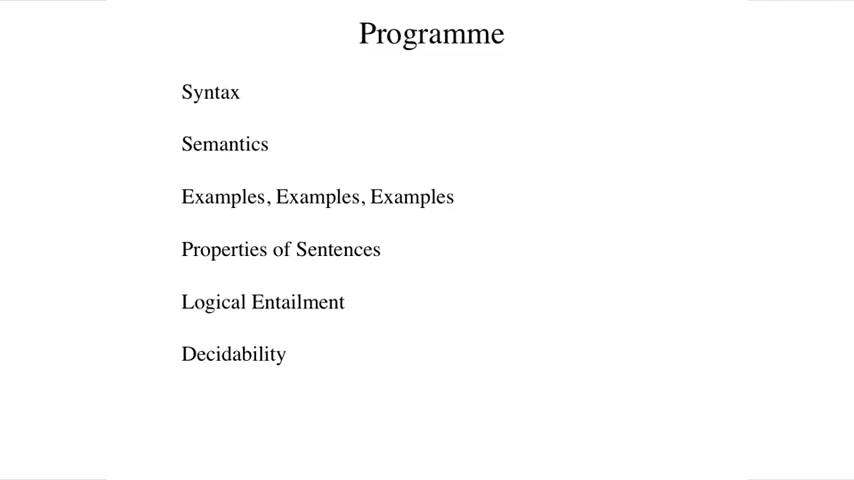 Programme
Syntax
Semantics
Examples, Examples, Examples
Properties of Sentences
Logical Entailment
Decidability